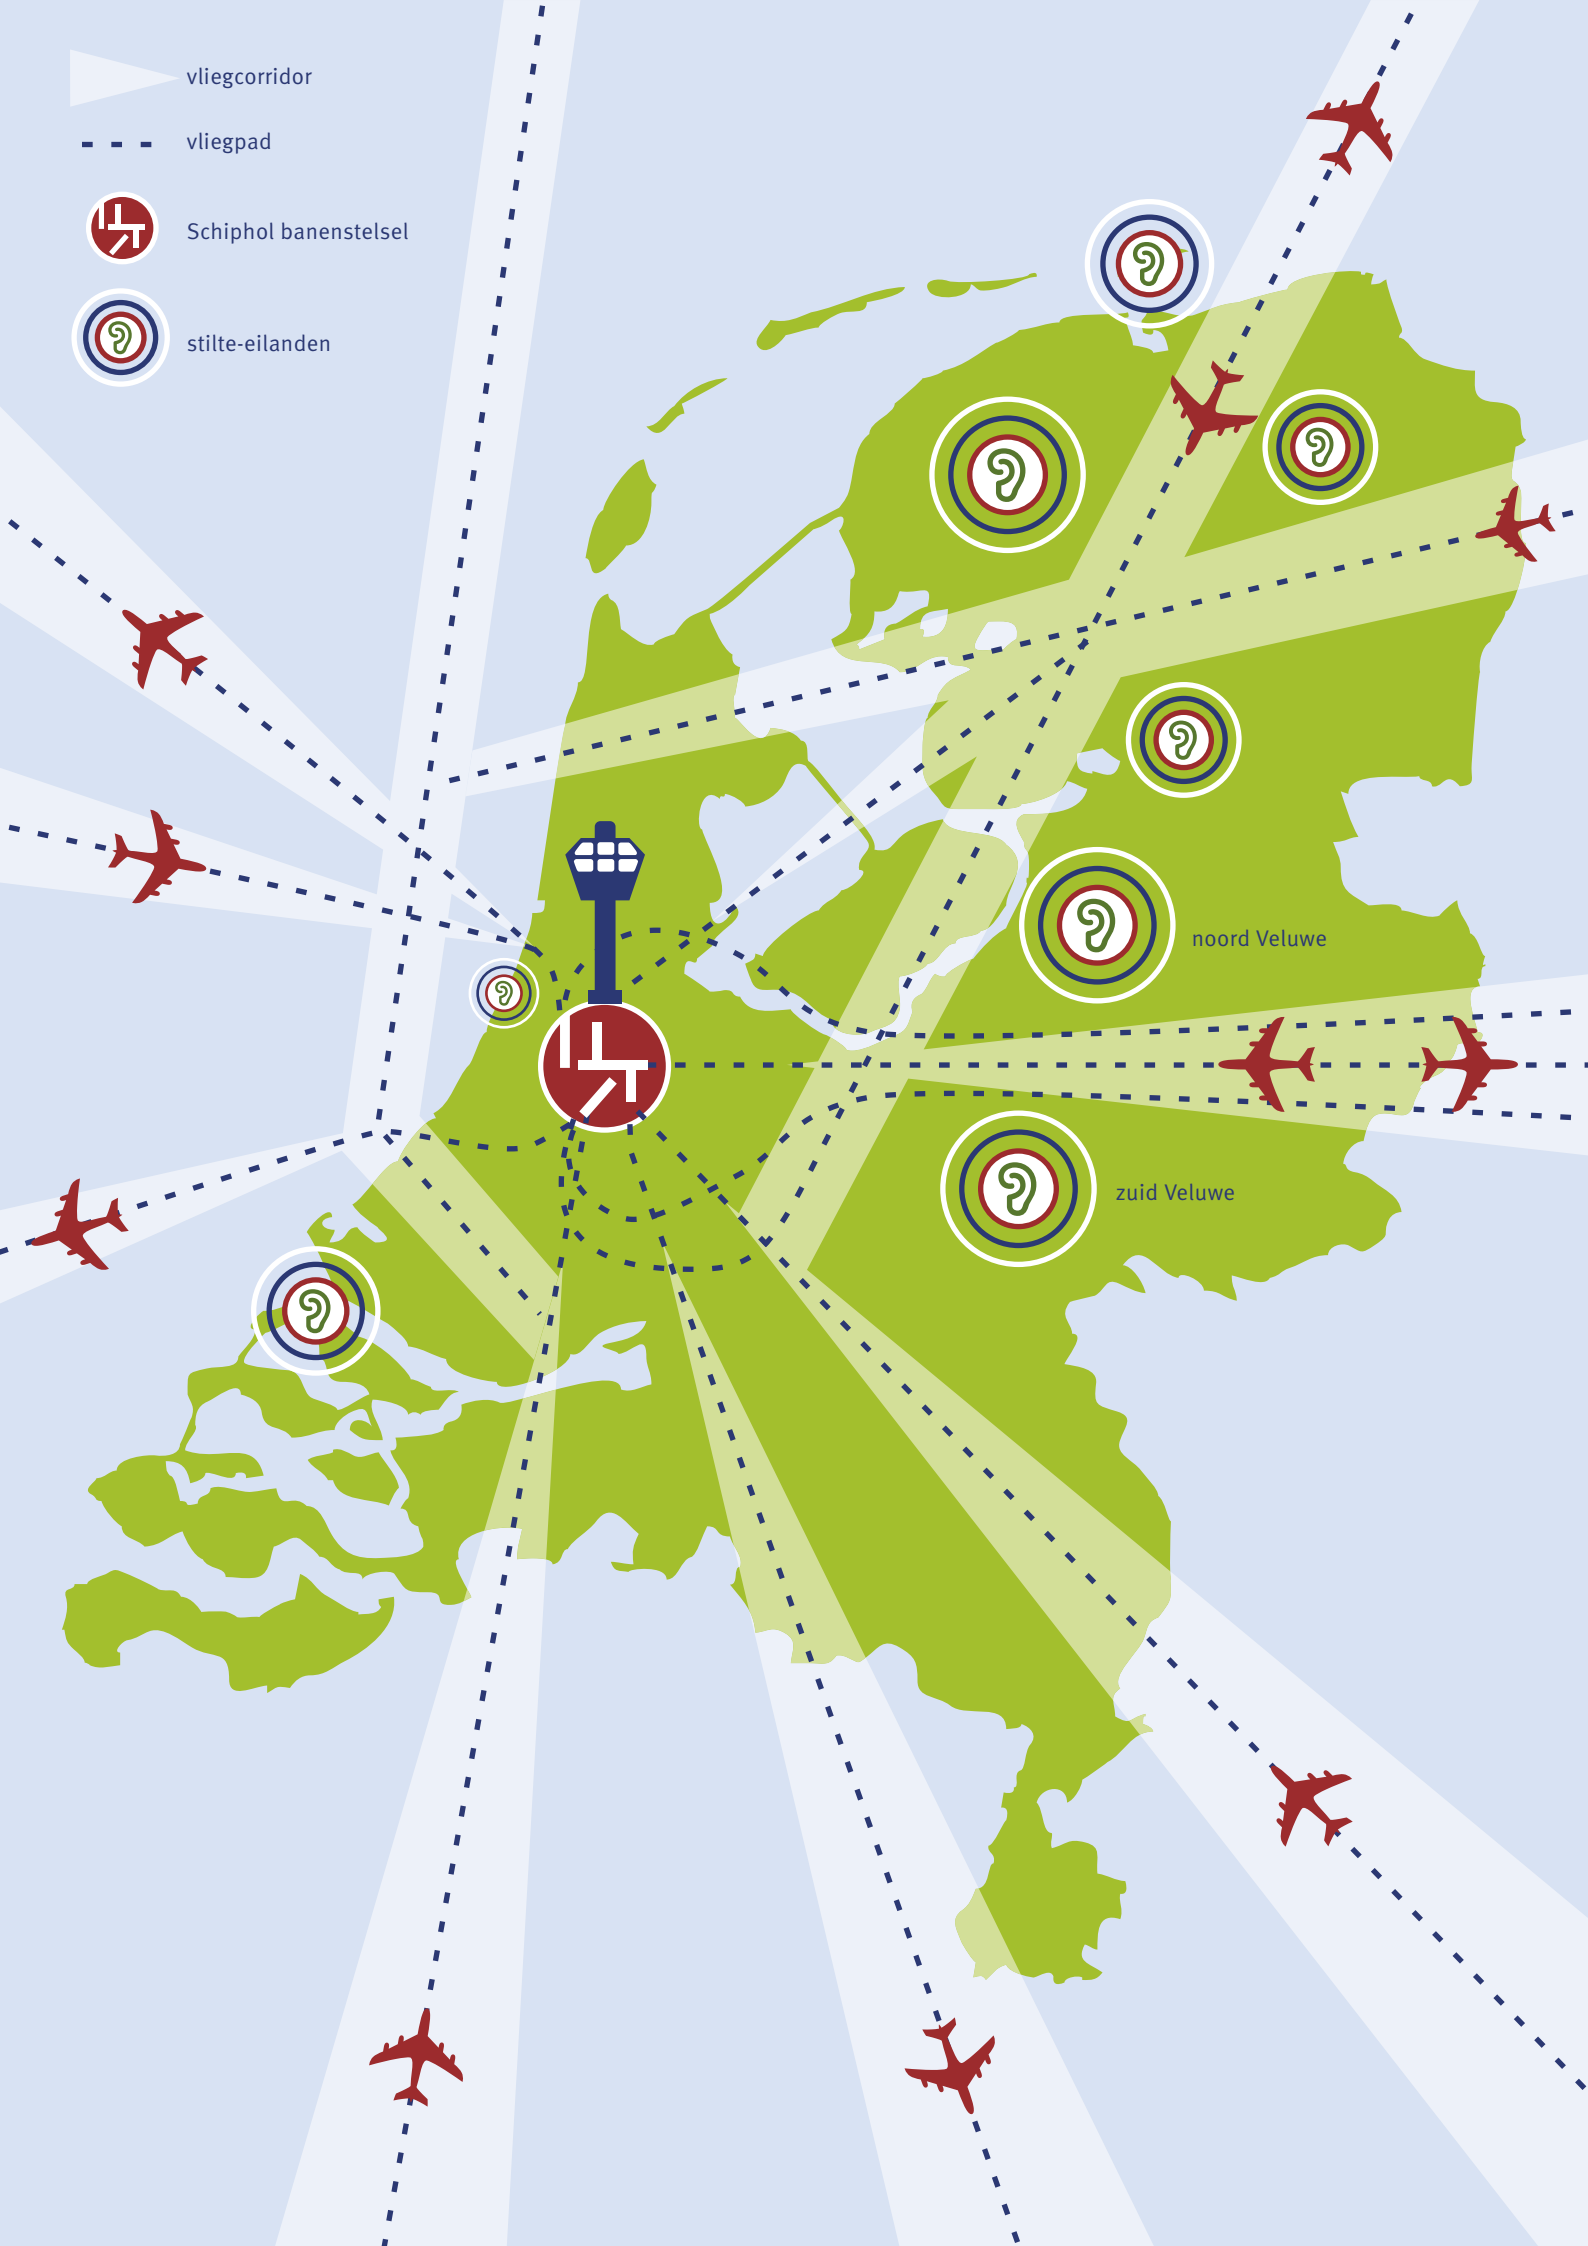 vliegcorridor
vliegpad
Schiphol banenstelsel
stilte-eilanden
noord Veluwe
zuid Veluwe